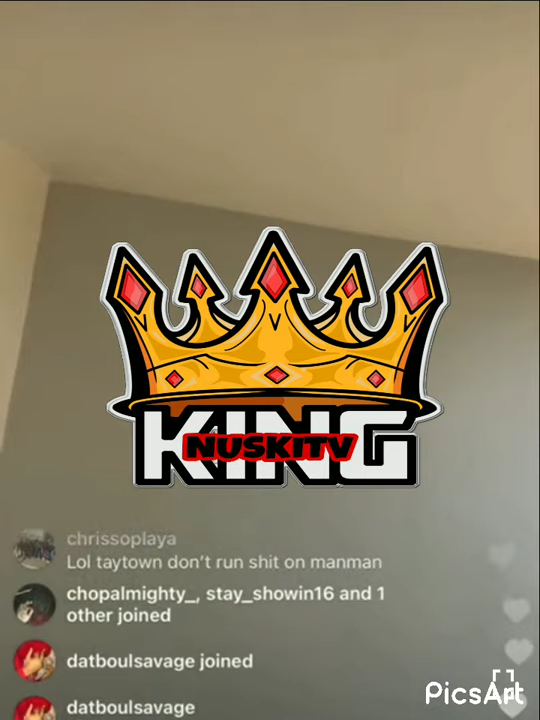 KING
NUSKITV
chrissoplaya
Lol taytown don't run shit on manman
chopalmighty_, stay_showin16 and 1
other joined
datboulsavage joined
datboulsavage
PicsArt